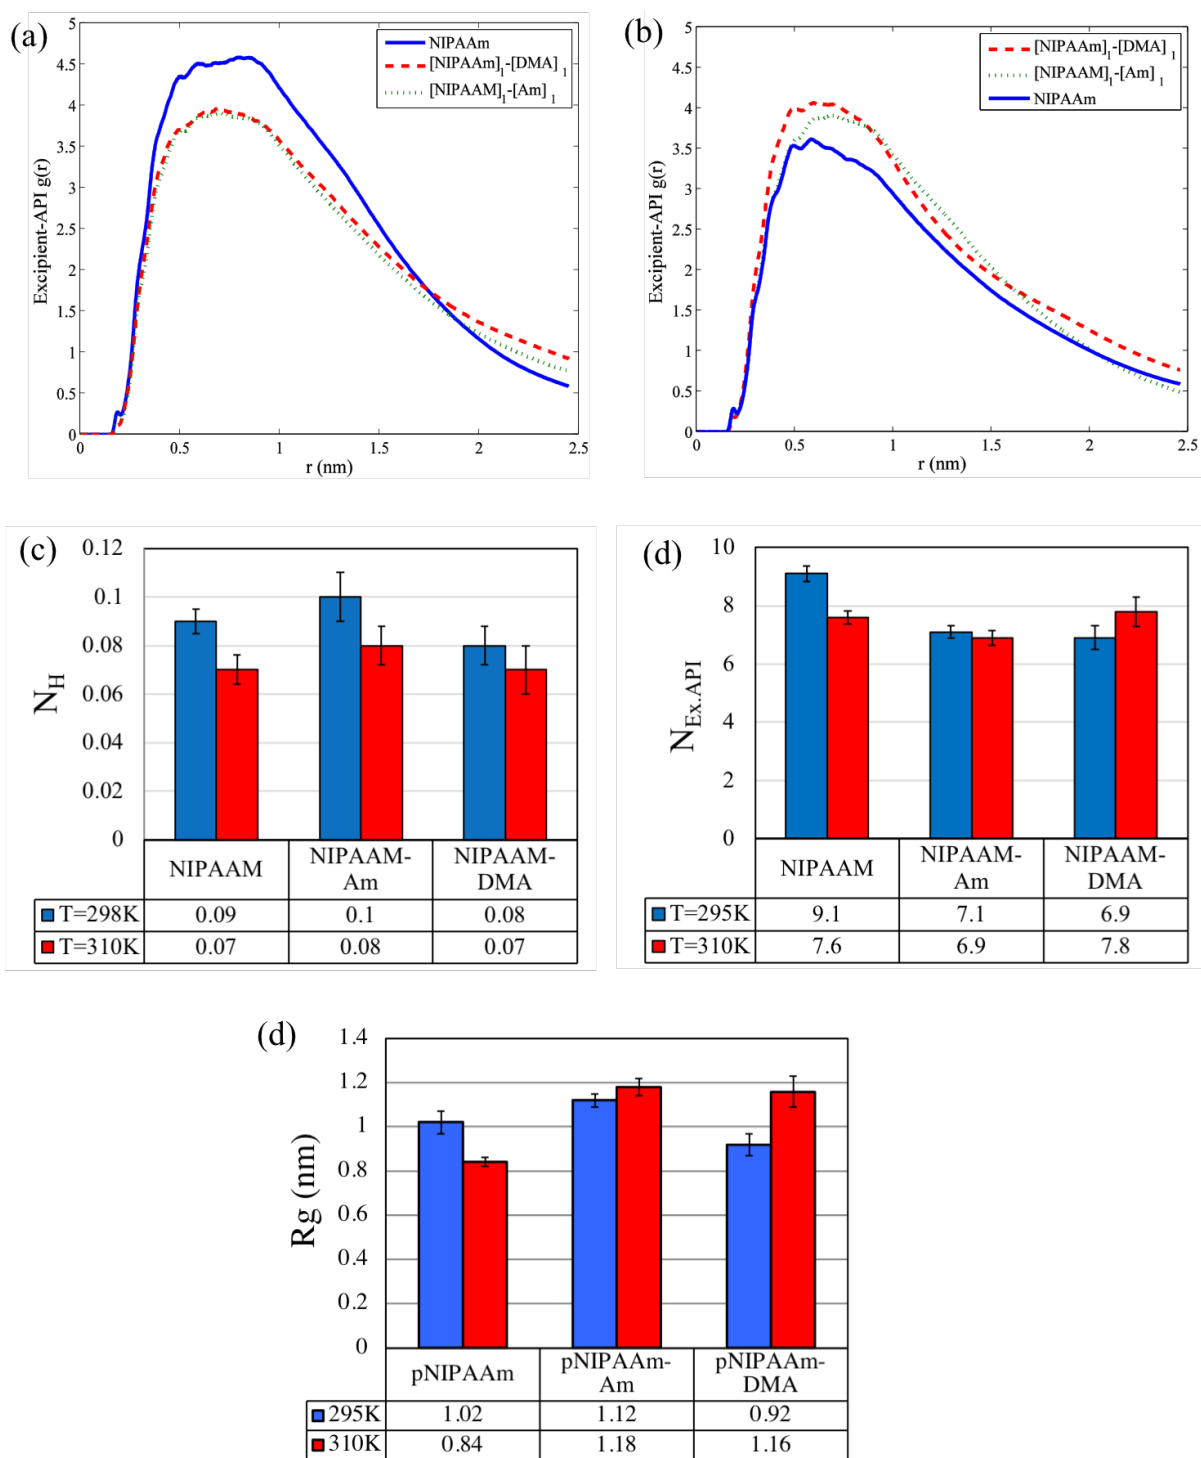 (a)
5
4.5
4
3.5
3
2.5
2
1.5
1
0.5
0
Excipient-API g(r)
NIPAAm
[NIPAAm]1-[DMA] 1
[NIPAAM]1-[Am] 1
0 0.5 1 1.5 2 2.5
r (nm)
(b)
5
4.5
4
3.5
3
2.5
2
1.5
1
0.5
0
Excipient-API g(r)
[NIPAAm]1-[DMA] 1
[NIPAAM]1-[Am] 1
NIPAAm
0 0.5 1 1.5 2 2.5
r (nm)
(c)
0.12
0.1
0.08
0.06
0.04
0.02
0
NH
NIPAAM NIPAAM-Am NIPAAM-DMA
T=298K 0.09 0.1 0.08
T=310K 0.07 0.08 0.07
(d)
10
8
6
4
2
0
NEx.API
NIPAAM NIPAAM-Am NIPAAM-DMA
T=295K 9.1 7.1 6.9
T=310K 7.6 6.9 7.8
(d)
1.4
1.2
1
0.8
0.6
0.4
0.2
0
Rg (nm)
pNIPAAm pNIPAAm-Am pNIPAAm-DMA
295K 1.02 1.12 0.92
310K 0.84 1.18 1.16